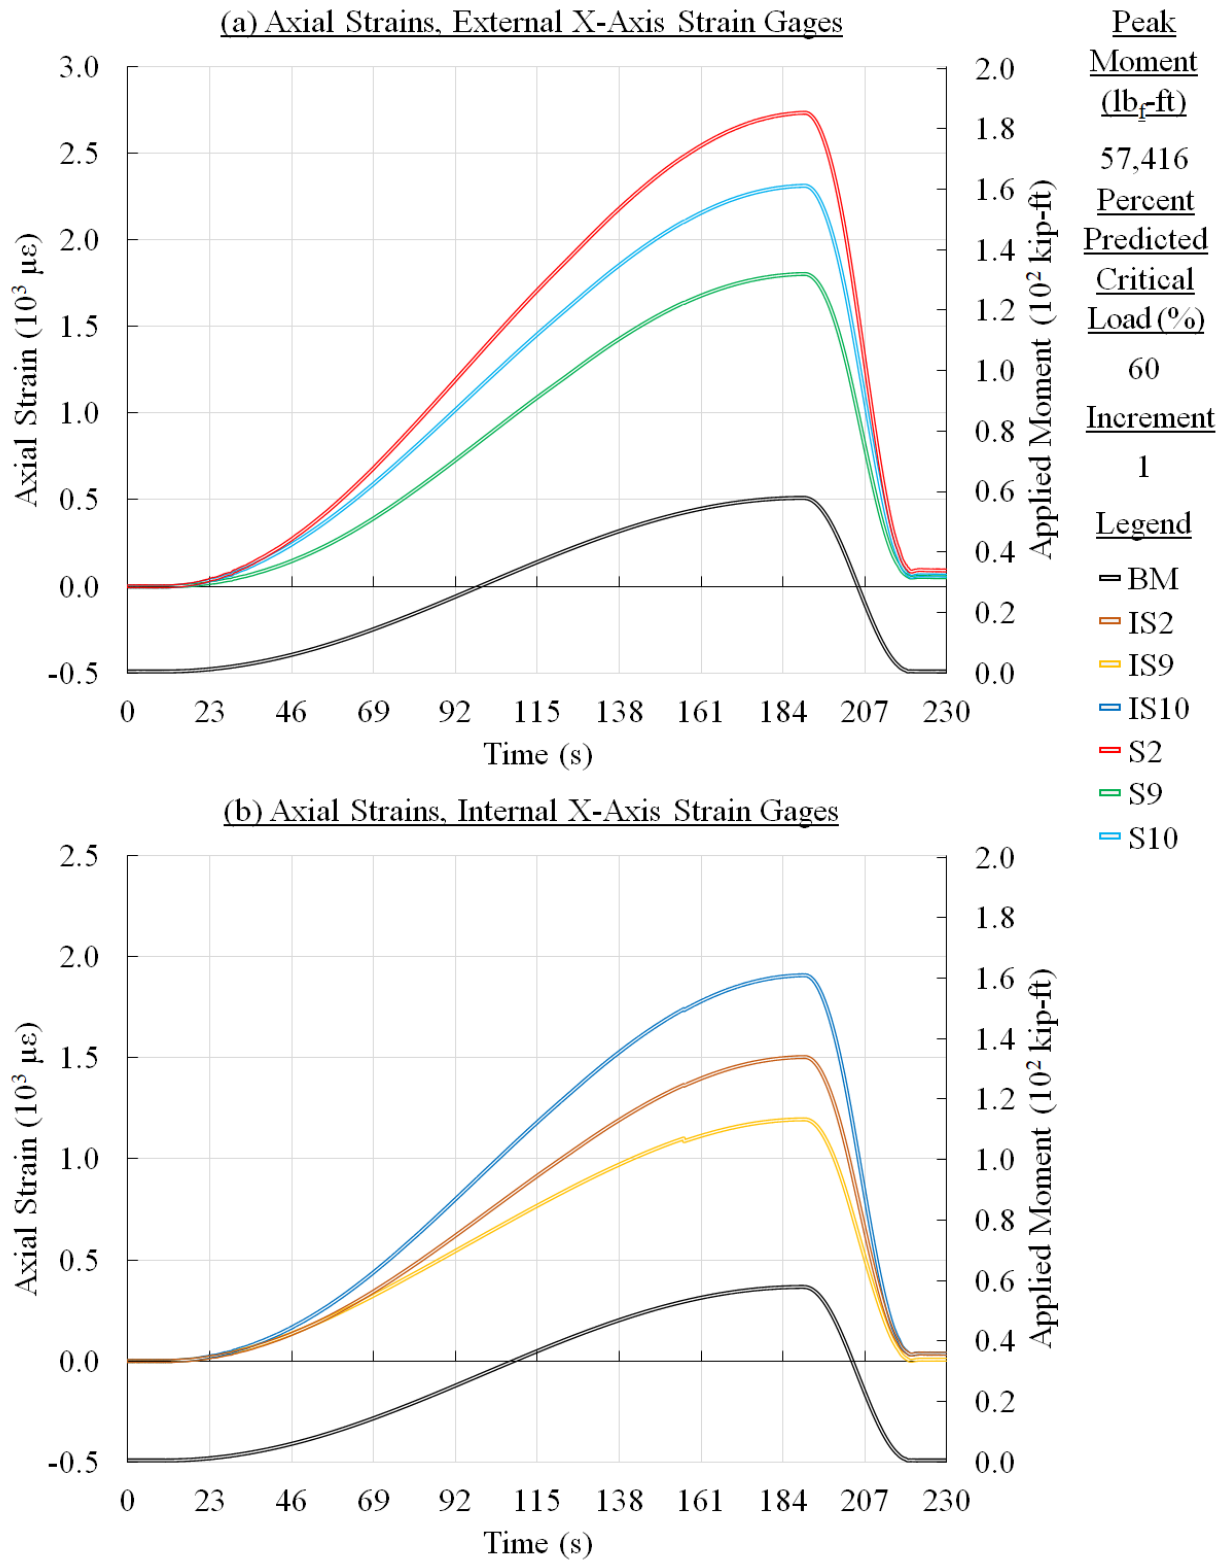 (a) Axial Strains, External X-Axis Strain Gages
3.0
2.5
2.0
1.5
1.0
0.5
0.0
-0.5
Axial Strain (10³ με)
2.0
1.8
1.6
1.4
1.2
1.0
0.8
0.6
0.4
0.2
0.0
Applied Moment (10² kip-ft)
0 23 46 69 92 115 138 161 184 207 230
Time (s)
Peak
Moment
(lb_f-ft)
57,416
Percent
Predicted
Critical
Load (%)
60
Increment
1
Legend
BM
IS2
IS9
IS10
S2
S9
S10
(b) Axial Strains, Internal X-Axis Strain Gages
2.5
2.0
1.5
1.0
0.5
0.0
-0.5
Axial Strain (10³ με)
2.0
1.8
1.6
1.4
1.2
1.0
0.8
0.6
0.4
0.2
0.0
Applied Moment (10² kip-ft)
0 23 46 69 92 115 138 161 184 207 230
Time (s)